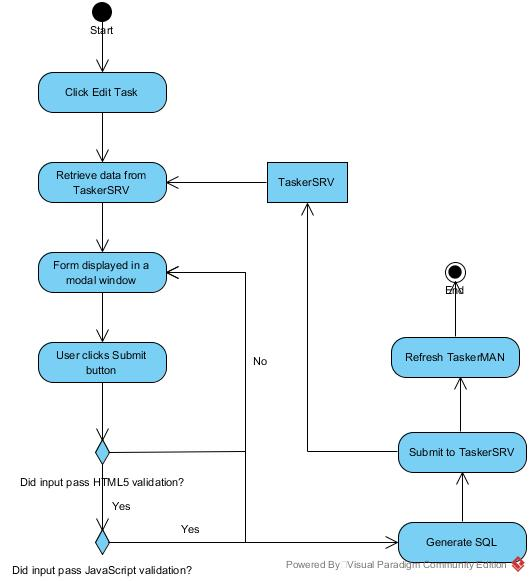 Start
Click Edit Task
Retrieve data from
TaskerSRV
TaskerSRV
Form displayed in a
modal window
End
User clicks Submit
button
No
Refresh TaskerMAN
Submit to TaskerSRV
Did input pass HTML5 validation?
Yes
Yes
Generate SQL
Did input pass JavaScript validation?
Powered By Visual Paradigm Community Edition